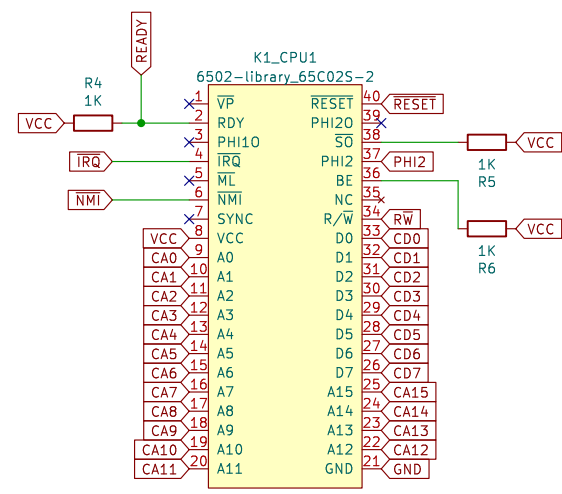 READY
K1_CPU1
6502-library_65C02S-2
R4
1K
VCC
1 VP RESET 40 RESET
2 RDY PHI2O 39
3 PHI1O SO 38 VCC
IRQ 4 IRQ PHI2 37 PHI2
1K
R5
5 ML BE 36
NMI 6 NMI NC 35
7 SYNC R/W 34 RW
VCC
VCC 8 VCC D0 33 CD0
1K
R6
CA0 9 A0 D1 32 CD1
CA1 10 A1 D2 31 CD2
CA2 11 A2 D3 30 CD3
CA3 12 A3 D4 29 CD4
CA4 13 A4 D5 28 CD5
CA5 14 A5 D6 27 CD6
CA6 15 A6 D7 26 CD7
CA7 16 A7 A15 25 CA15
CA8 17 A8 A14 24 CA14
CA9 18 A9 A13 23 CA13
CA10 19 A10 A12 22 CA12
CA11 20 A11 GND 21 GND